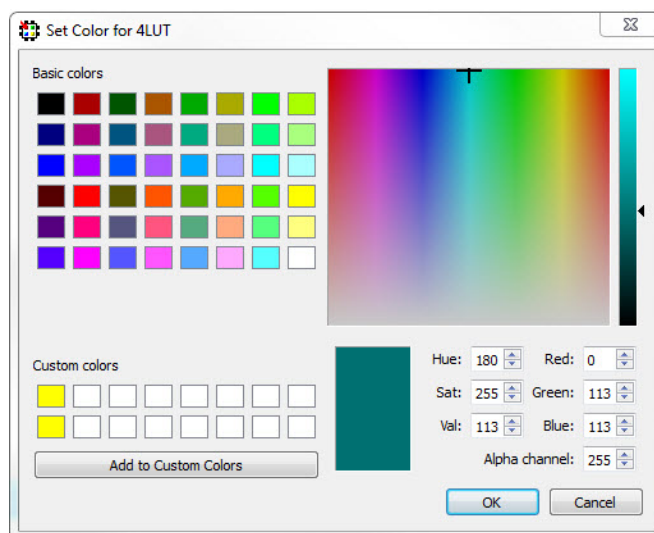 Set Color for 4LUT
Basic colors
Custom colors
Add to Custom Colors
Hue: 180 Red: 0
Sat: 255 Green: 113
Val: 113 Blue: 113
Alpha channel: 255
OK Cancel